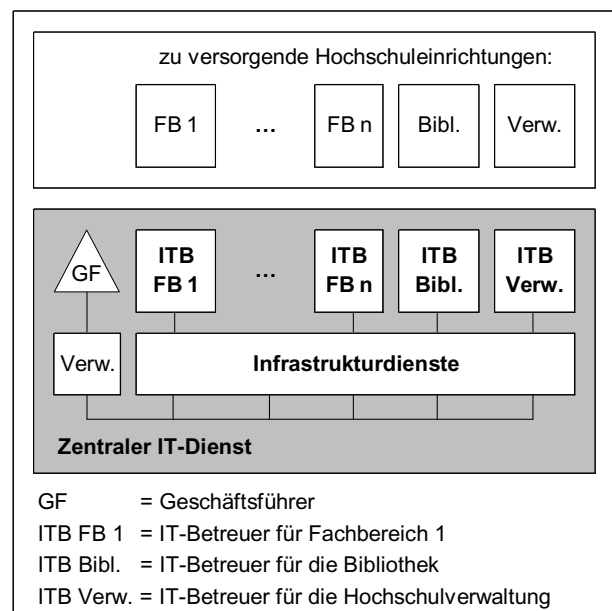 zu versorgende Hochschuleinrichtungen:
FB 1 ... FB n Bibl. Verw.
GF
ITB ITB ITB ITB
FB 1 ... FB n Bibl. Verw.
Verw. Infrastrukturdienste
Zentraler IT-Dienst
GF = Geschäftsführer
ITB FB 1 = IT-Betreuer für Fachbereich 1
ITB Bibl. = IT-Betreuer für die Bibliothek
ITB Verw. = IT-Betreuer für die Hochschulverwaltung